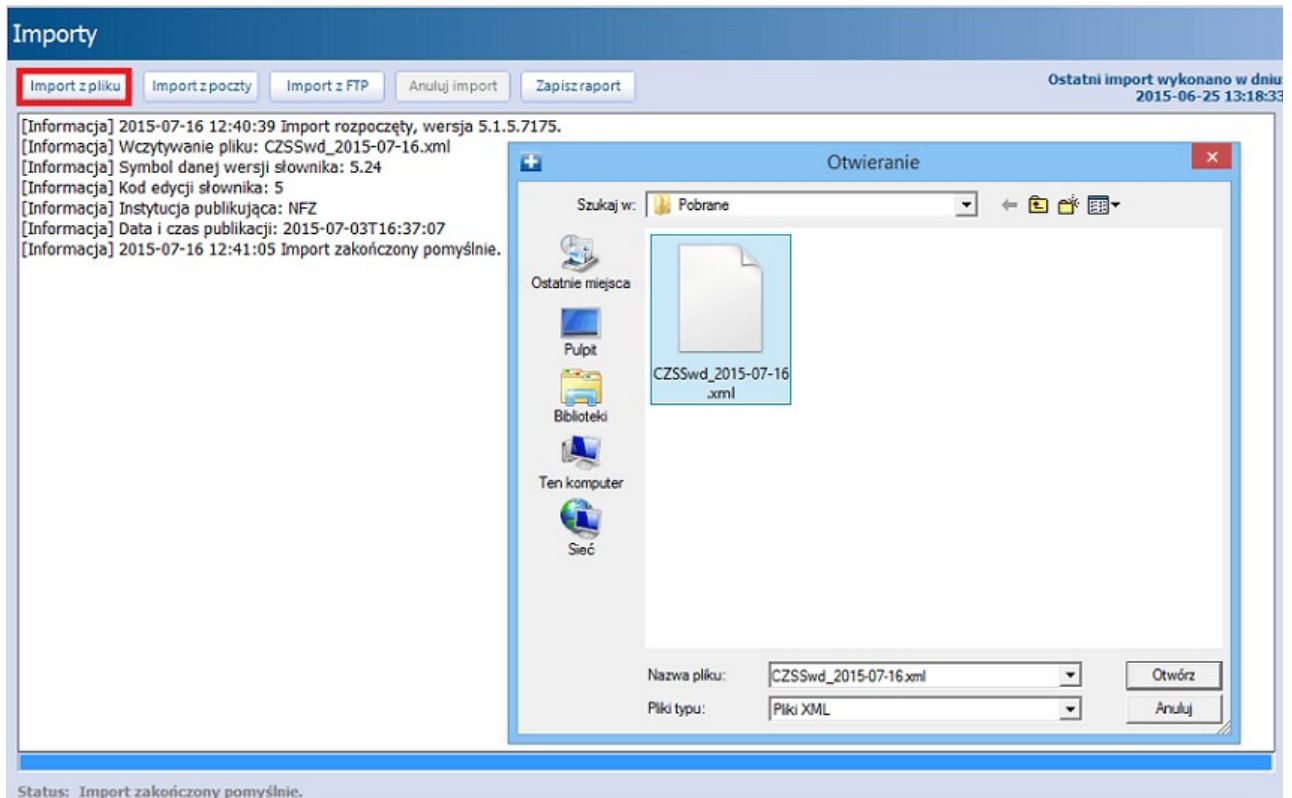 Importy
Import z pliku
Import z poczty
Import z FTP
Anuluj import
Zapisz raport
Ostatni import wykonano w dniu:
2015-06-25 13:18:33
[Informacja] 2015-07-16 12:40:39 Import rozpoczęty, wersja 5.1.5.7175.
[Informacja] Wczytywanie pliku: CZSSwd_2015-07-16.xml
[Informacja] Symbol danej wersji słownika: 5.24
[Informacja] Kod edycji słownika: 5
[Informacja] Instytucja publikująca: NFZ
[Informacja] Data i czas publikacji: 2015-07-03T16:37:07
[Informacja] 2015-07-16 12:41:05 Import zakończony pomyślnie.
Otwieranie
Szukaj w:
Pobrane
Ostatnie miejsca
Pulpit
Biblioteki
Ten komputer
Sieć
CZSSwd_2015-07-16
.xml
Nazwa pliku:
CZSSwd_2015-07-16.xml
Otwórz
Pliki typu:
Pliki XML
Anuluj
Status: Import zakończony pomyślnie.